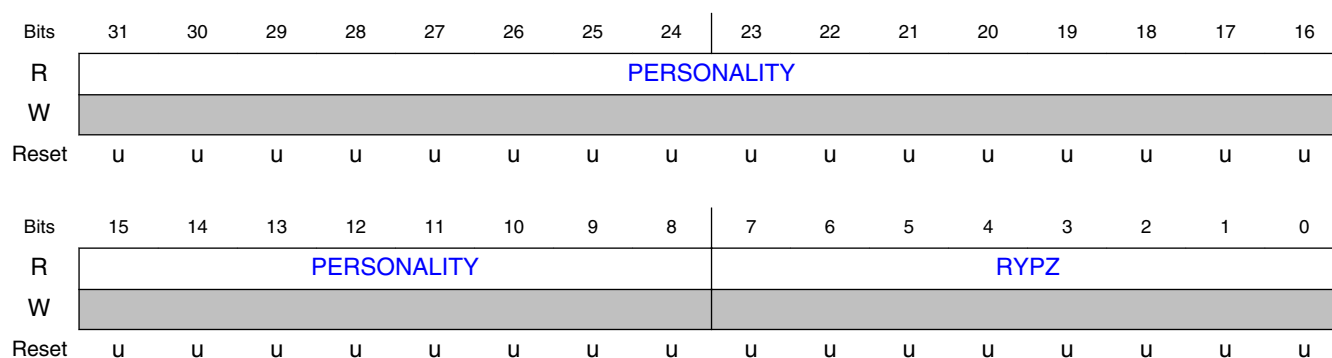 Bits 31 30 29 28 27 26 25 24 23 22 21 20 19 18 17 16
R PERSONALITY
W
Reset u u u u u u u u u u u u u u u u
Bits 15 14 13 12 11 10 9 8 7 6 5 4 3 2 1 0
R PERSONALITY RYPZ
W
Reset u u u u u u u u u u u u u u u u